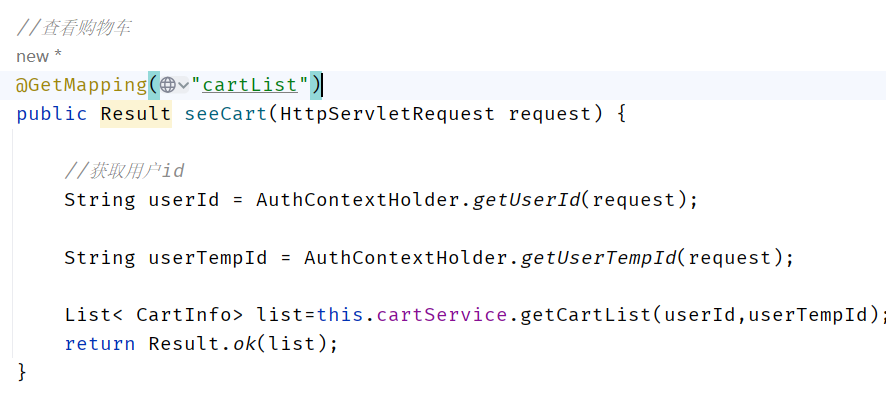 //查看购物车
new *
@GetMapping("cartList")
public Result seeCart(HttpServletRequest request) {
//获取用户id
String userId = AuthContextHolder.getUserId(request);
String userTempId = AuthContextHolder.getUserTempId(request);
List< CartInfo> list=this.cartService.getCartList(userId,userTempId);
return Result.ok(list);
}